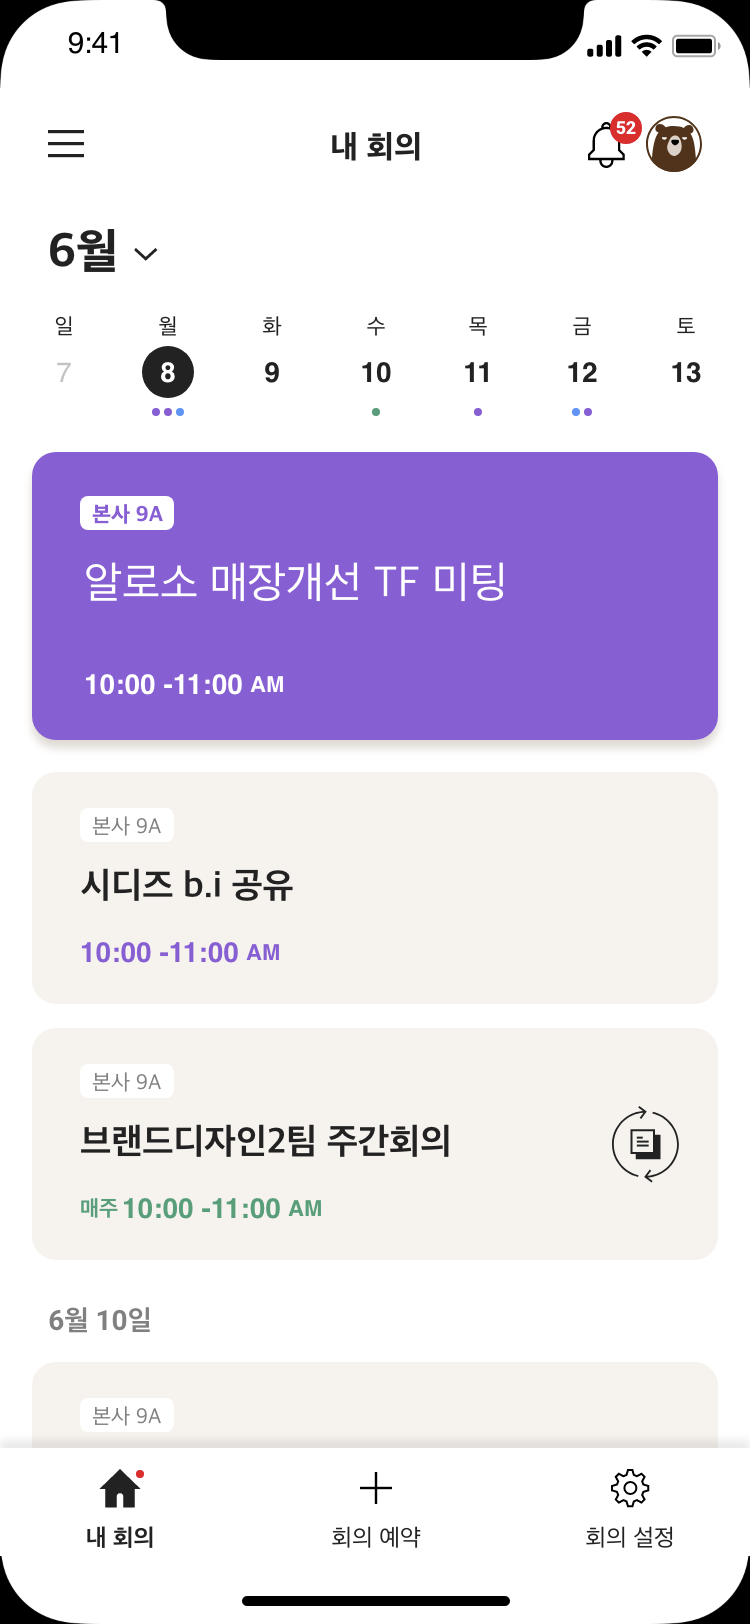 9:41
내 회의
52
6월
일 월 화 수 목 금 토
7 8 9 10 11 12 13
본사 9A
알로소 매장개선 TF 미팅
10:00 -11:00 AM
본사 9A
시디즈 b.i 공유
10:00 -11:00 AM
본사 9A
브랜드디자인2팀 주간회의
매주 10:00 -11:00 AM
6월 10일
본사 9A
내 회의 회의 예약 회의 설정